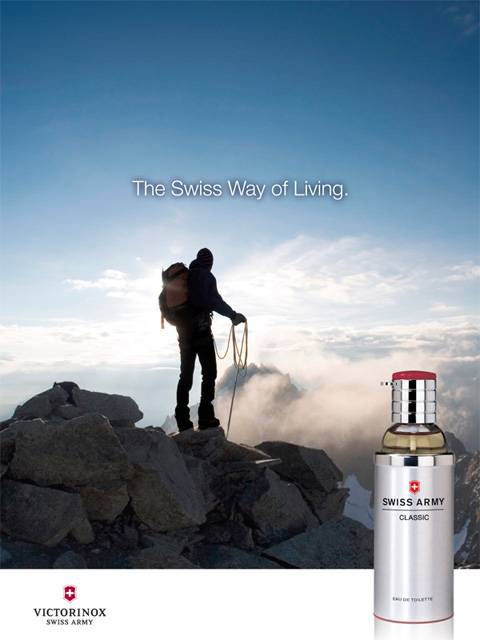 The Swiss Way of Living.
SWISS ARMY
CLASSIC
EAU DE TOILETTE
VICTORINOX
SWISS ARMY